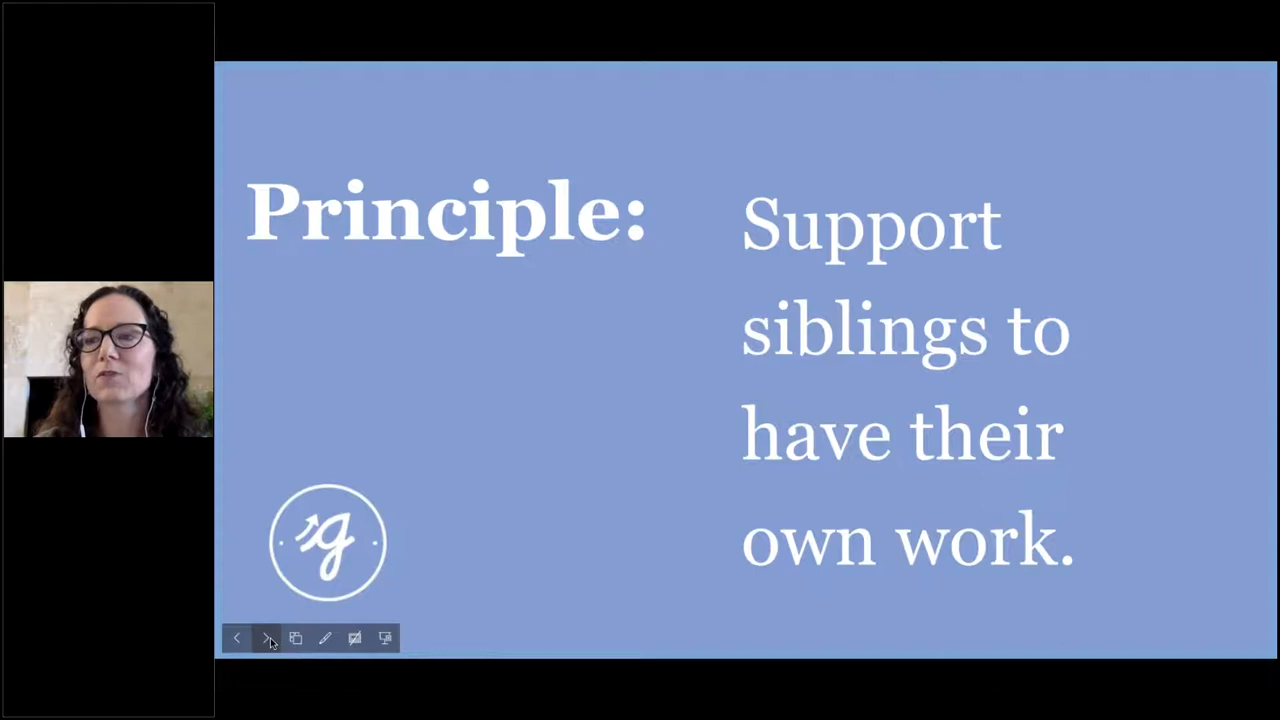 Principle:
Support
siblings to
have their
own work.
g